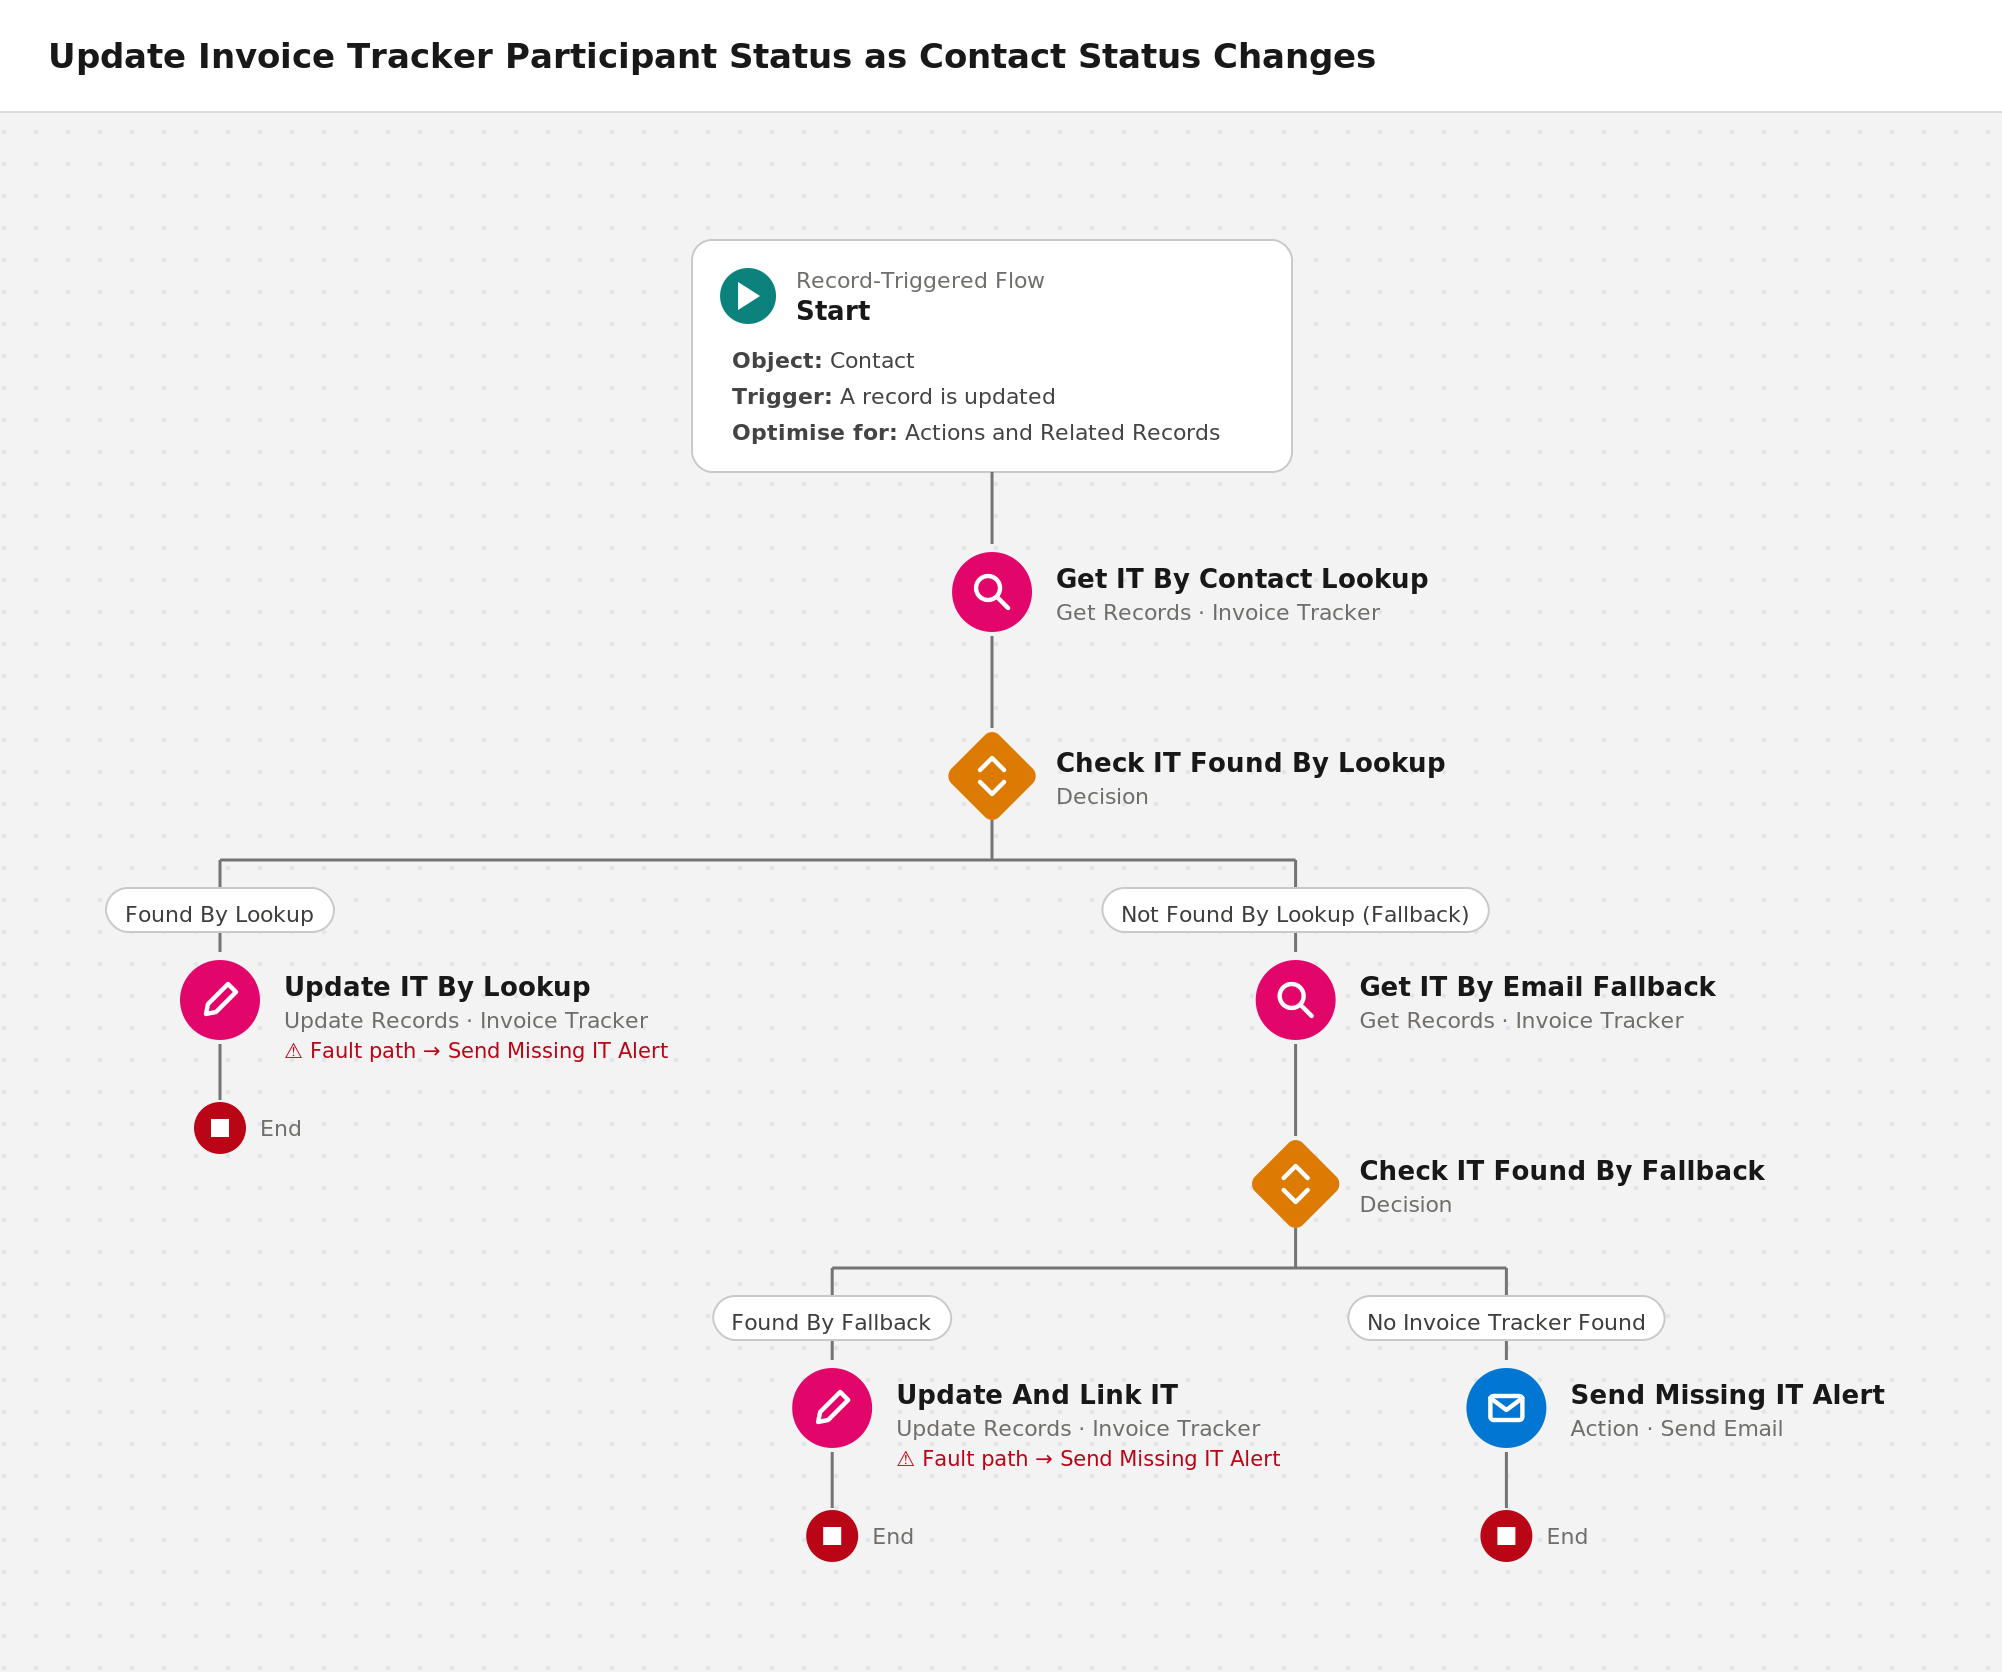 Update Invoice Tracker Participant Status as Contact Status Changes
Record-Triggered Flow
Start
Object: Contact
Trigger: A record is updated
Optimise for: Actions and Related Records
Get IT By Contact Lookup
Get Records · Invoice Tracker
Check IT Found By Lookup
Decision
Found By Lookup
Not Found By Lookup (Fallback)
Update IT By Lookup
Update Records · Invoice Tracker
⚠ Fault path → Send Missing IT Alert
End
Get IT By Email Fallback
Get Records · Invoice Tracker
Check IT Found By Fallback
Decision
Found By Fallback
No Invoice Tracker Found
Update And Link IT
Update Records · Invoice Tracker
⚠ Fault path → Send Missing IT Alert
End
Send Missing IT Alert
Action · Send Email
End